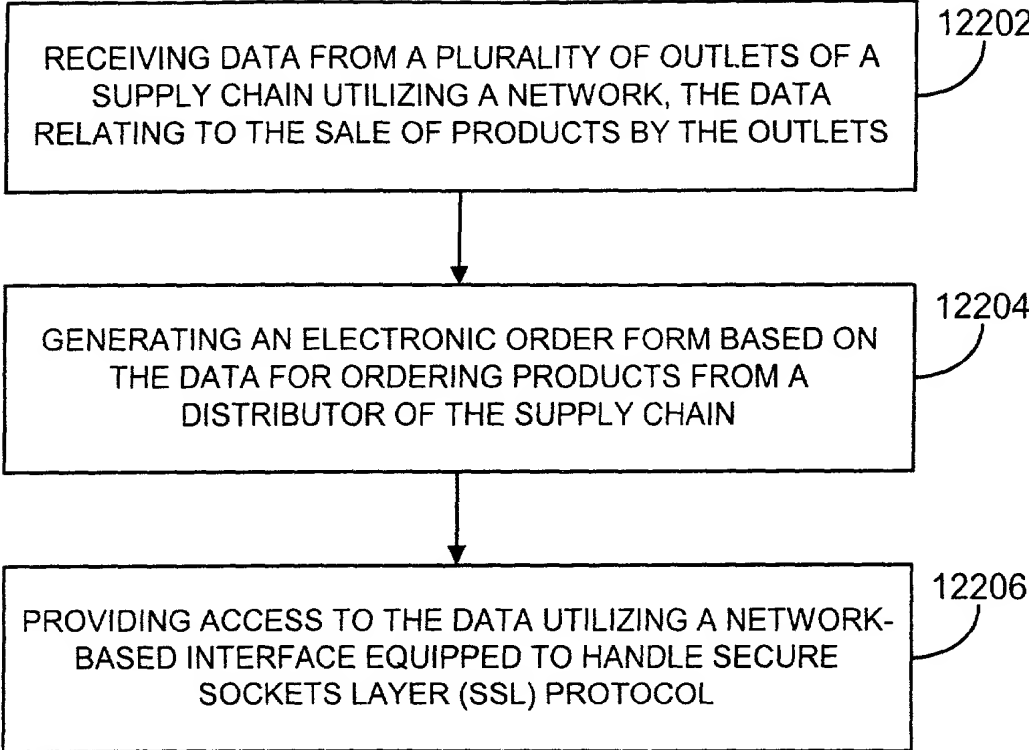 12202
RECEIVING DATA FROM A PLURALITY OF OUTLETS OF A
SUPPLY CHAIN UTILIZING A NETWORK, THE DATA
RELATING TO THE SALE OF PRODUCTS BY THE OUTLETS
12204
GENERATING AN ELECTRONIC ORDER FORM BASED ON
THE DATA FOR ORDERING PRODUCTS FROM A
DISTRIBUTOR OF THE SUPPLY CHAIN
12206
PROVIDING ACCESS TO THE DATA UTILIZING A NETWORK-
BASED INTERFACE EQUIPPED TO HANDLE SECURE
SOCKETS LAYER (SSL) PROTOCOL